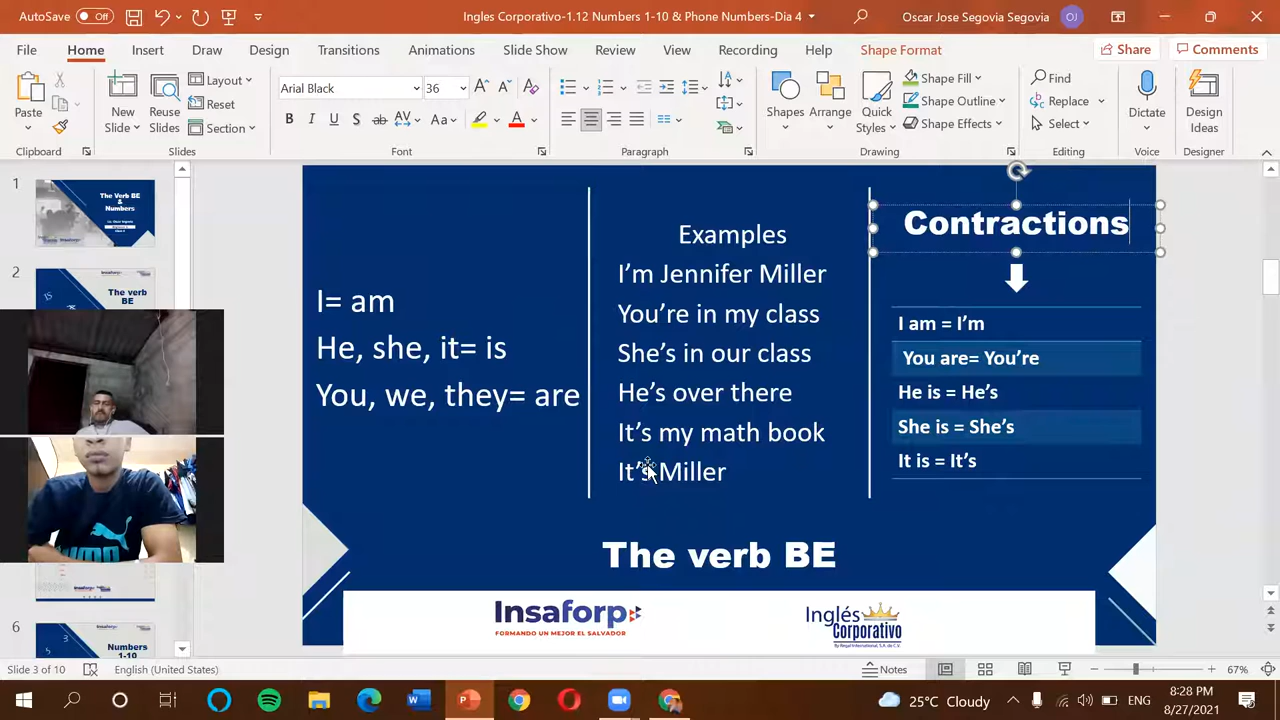 AutoSave Off
Ingles Corporativo-1.12 Numbers 1-10 & Phone Numbers-Dia 4
Oscar Jose Segovia Segovia OJ
File Home Insert Draw Design Transitions Animations Slide Show Review View Recording Help Shape Format
Share Comments
Paste
Clipboard
New Slide
Reuse Slides
Layout
Reset
Section
Slides
Arial Black 36
Font
Paragraph
Shapes
Arrange
Quick Styles
Shape Fill
Shape Outline
Shape Effects
Drawing
Find
Replace
Select
Editing
Dictate
Voice
Design Ideas
Designer
1
The Verb BE
&
Numbers
2
The verb
BE
6
Numbers
1-10
I= am
He, she, it= is
You, we, they= are
Examples
I’m Jennifer Miller
You’re in my class
She’s in our class
He’s over there
It’s my math book
It’s Miller
Contractions
I am = I’m
You are= You’re
He is = He’s
She is = She’s
It is = It’s
The verb BE
Insaforp
FORMANDO UN MEJOR EL SALVADOR
Inglés
Corporativo
By Regal International, S.A. de C.V.
Slide 3 of 10
English (United States)
Notes
67%
25°C Cloudy
ENG
8:28 PM
8/27/2021